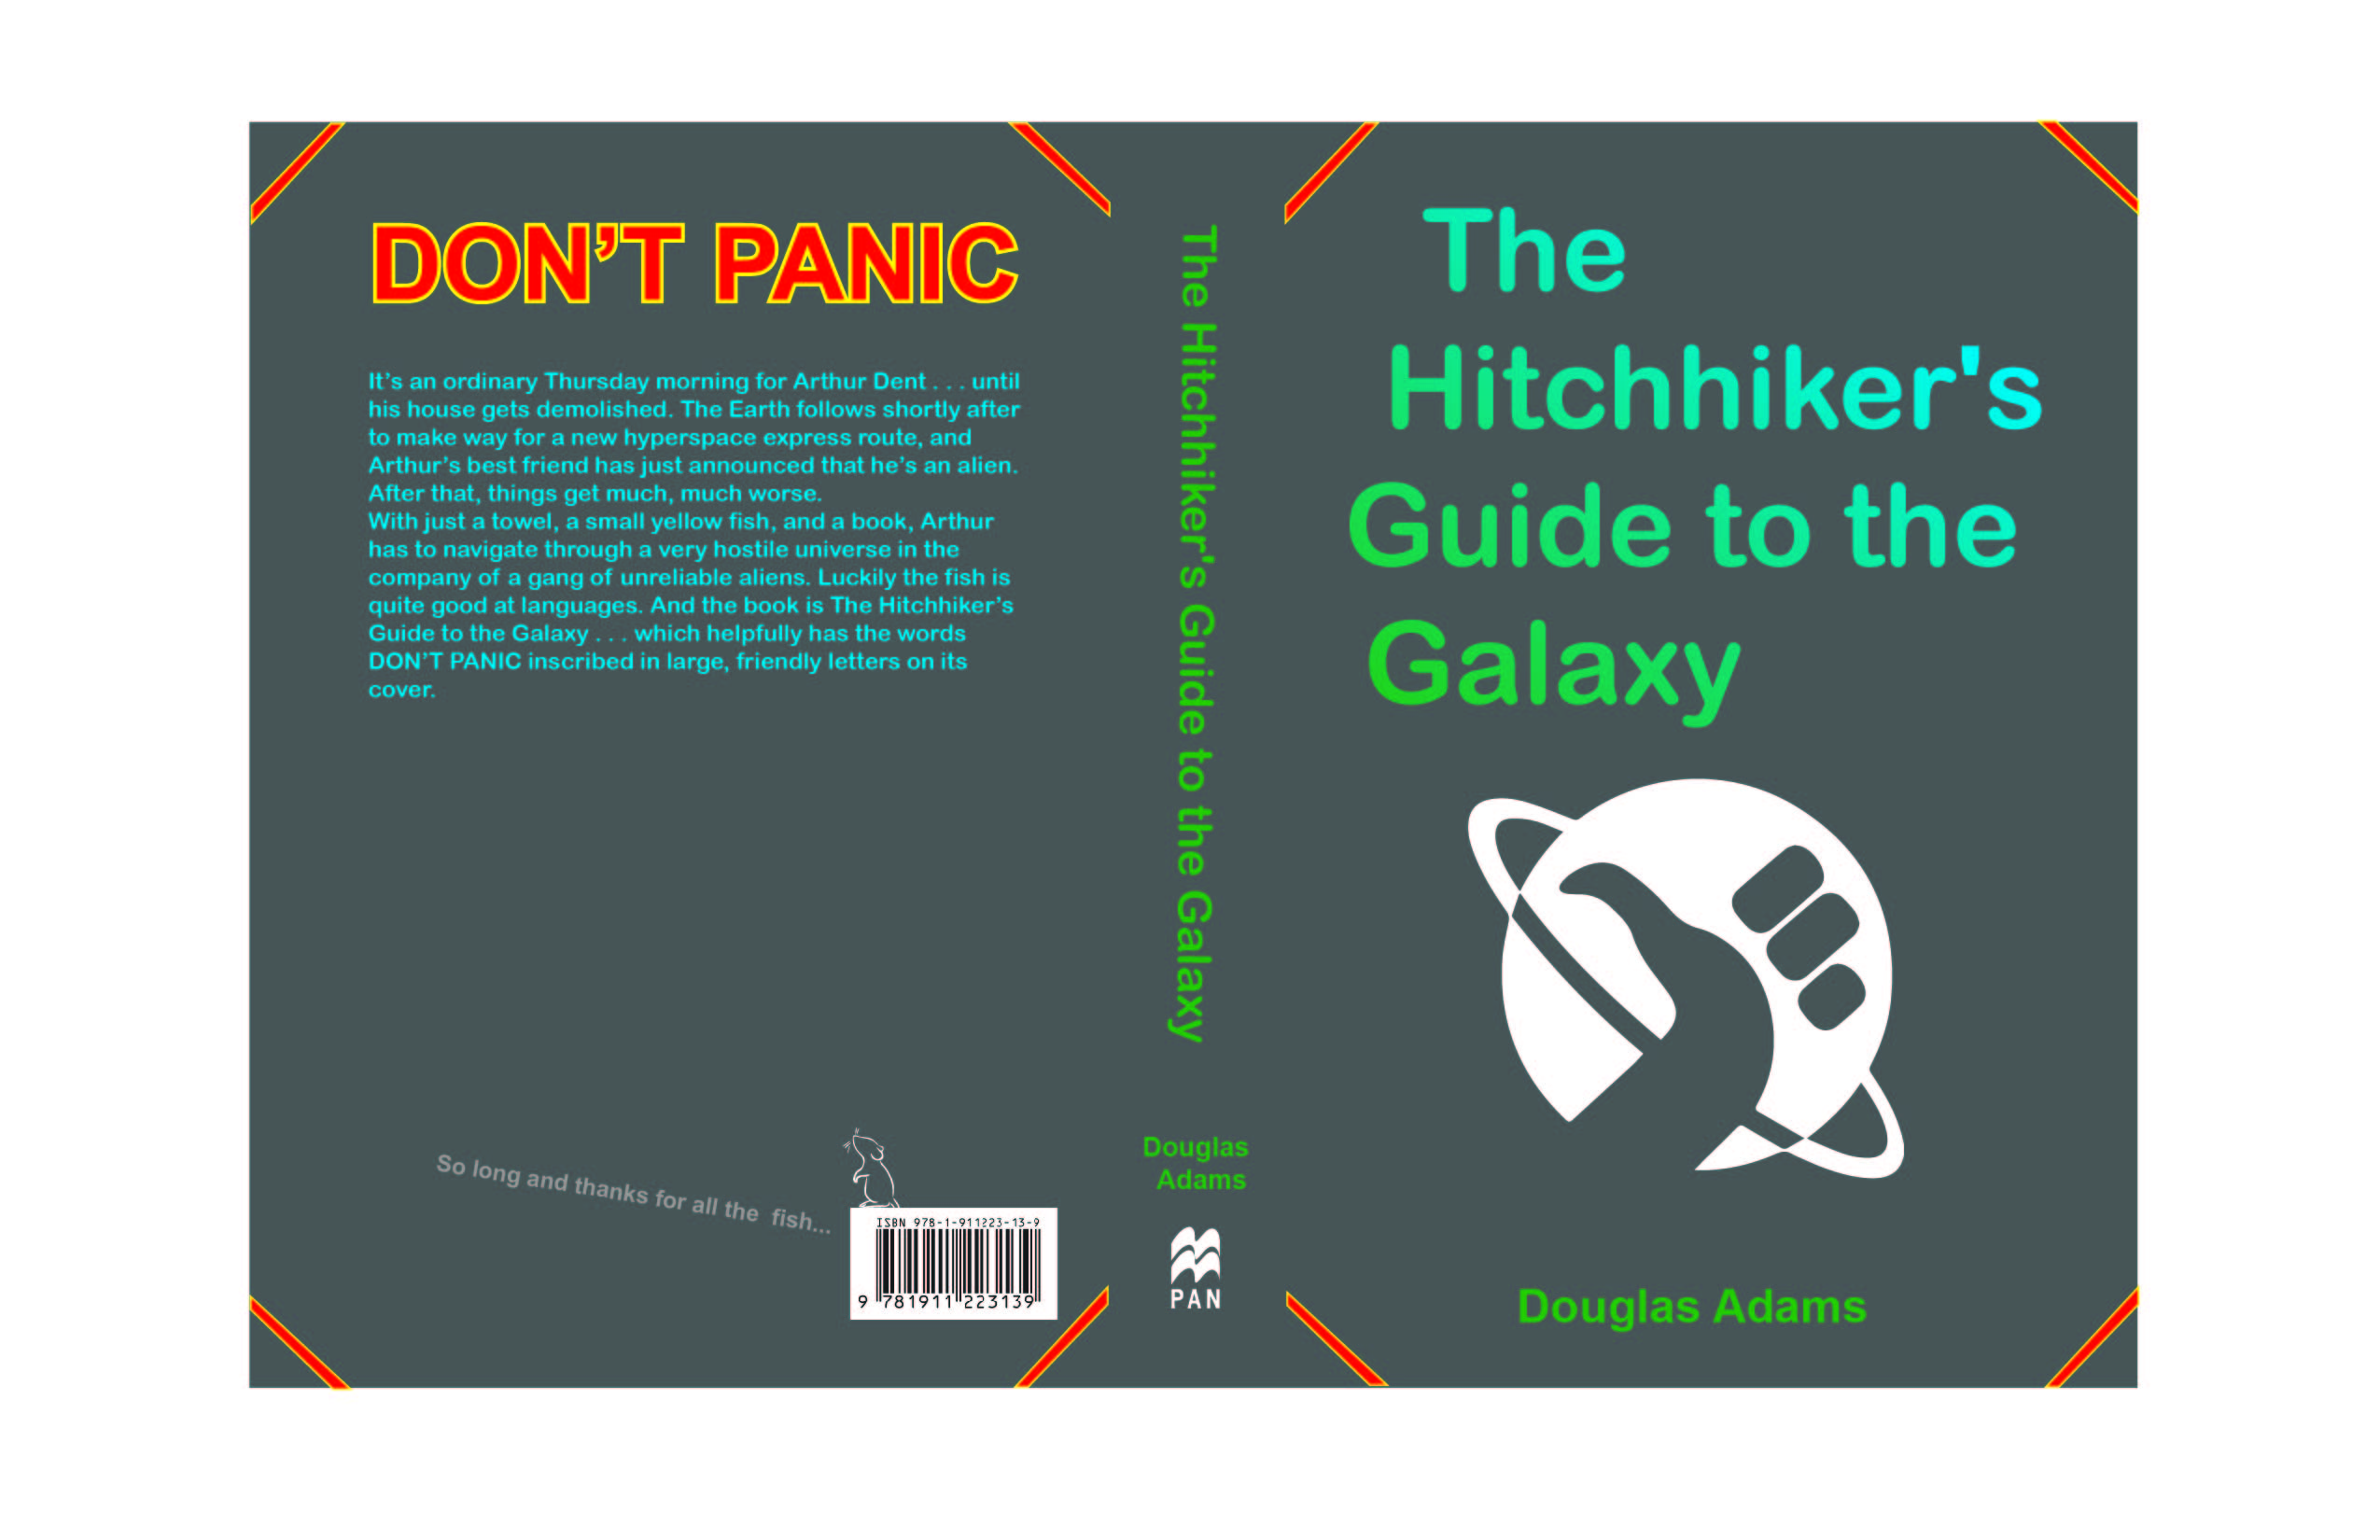 DON’T PANIC
It’s an ordinary Thursday morning for Arthur Dent . . . until
his house gets demolished. The Earth follows shortly after
to make way for a new hyperspace express route, and
Arthur’s best friend has just announced that he’s an alien.
After that, things get much, much worse.
With just a towel, a small yellow fish, and a book, Arthur
has to navigate through a very hostile universe in the
company of a gang of unreliable aliens. Luckily the fish is
quite good at languages. And the book is The Hitchhiker’s
Guide to the Galaxy . . . which helpfully has the words
DON’T PANIC inscribed in large, friendly letters on its
cover.
So long and thanks for all the fish...
ISBN 978-1-911223-13-9
9 781911 223139
The Hitchhiker's Guide to the Galaxy
Douglas
Adams
PAN
The
Hitchhiker's
Guide to the
Galaxy
Douglas Adams